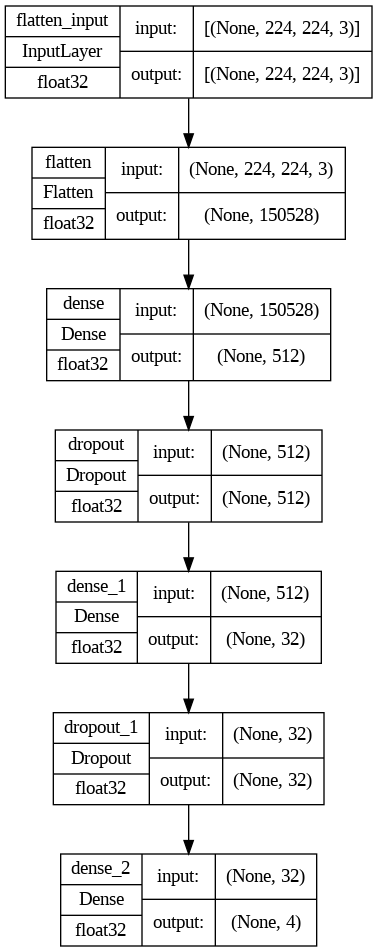 flatten_input
InputLayer
float32
input:
[(None, 224, 224, 3)]
output:
[(None, 224, 224, 3)]
flatten
Flatten
float32
input:
(None, 224, 224, 3)
output:
(None, 150528)
dense
Dense
float32
input:
(None, 150528)
output:
(None, 512)
dropout
Dropout
float32
input:
(None, 512)
output:
(None, 512)
dense_1
Dense
float32
input:
(None, 512)
output:
(None, 32)
dropout_1
Dropout
float32
input:
(None, 32)
output:
(None, 32)
dense_2
Dense
float32
input:
(None, 32)
output:
(None, 4)